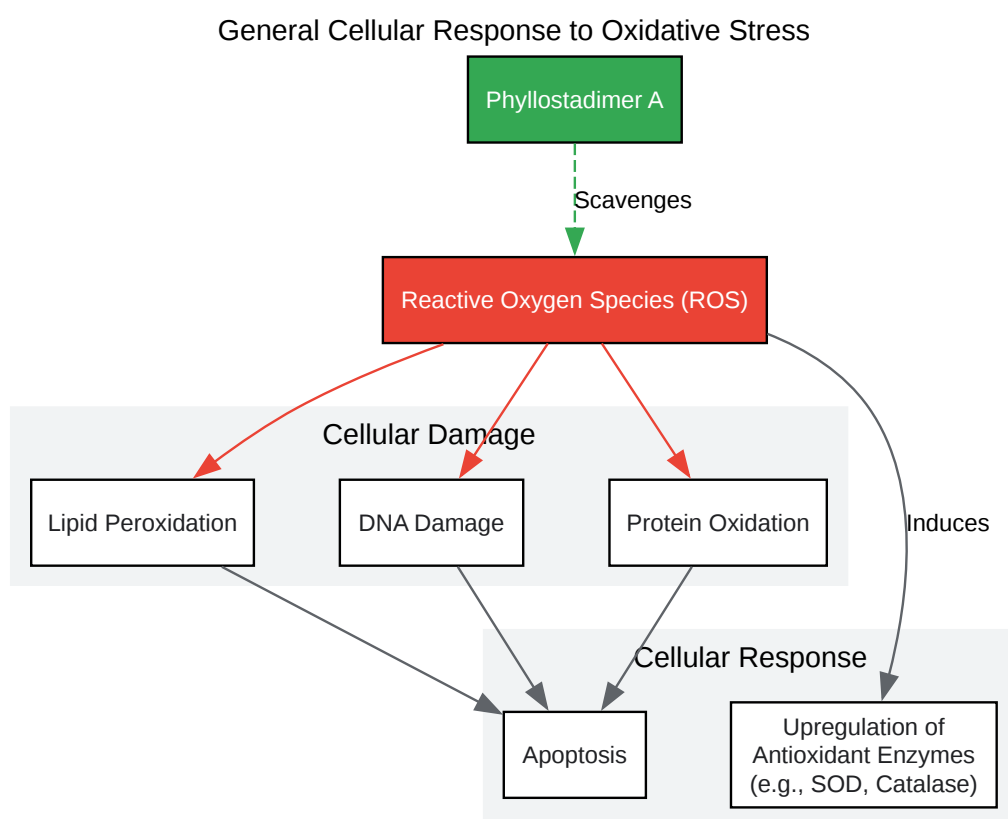 General Cellular Response to Oxidative Stress
Phyllostadimer A
Scavenges
Reactive Oxygen Species (ROS)
Cellular Damage
Lipid Peroxidation
DNA Damage
Protein Oxidation
Induces
Cellular Response
Apoptosis
Upregulation of
Antioxidant Enzymes
(e.g., SOD, Catalase)